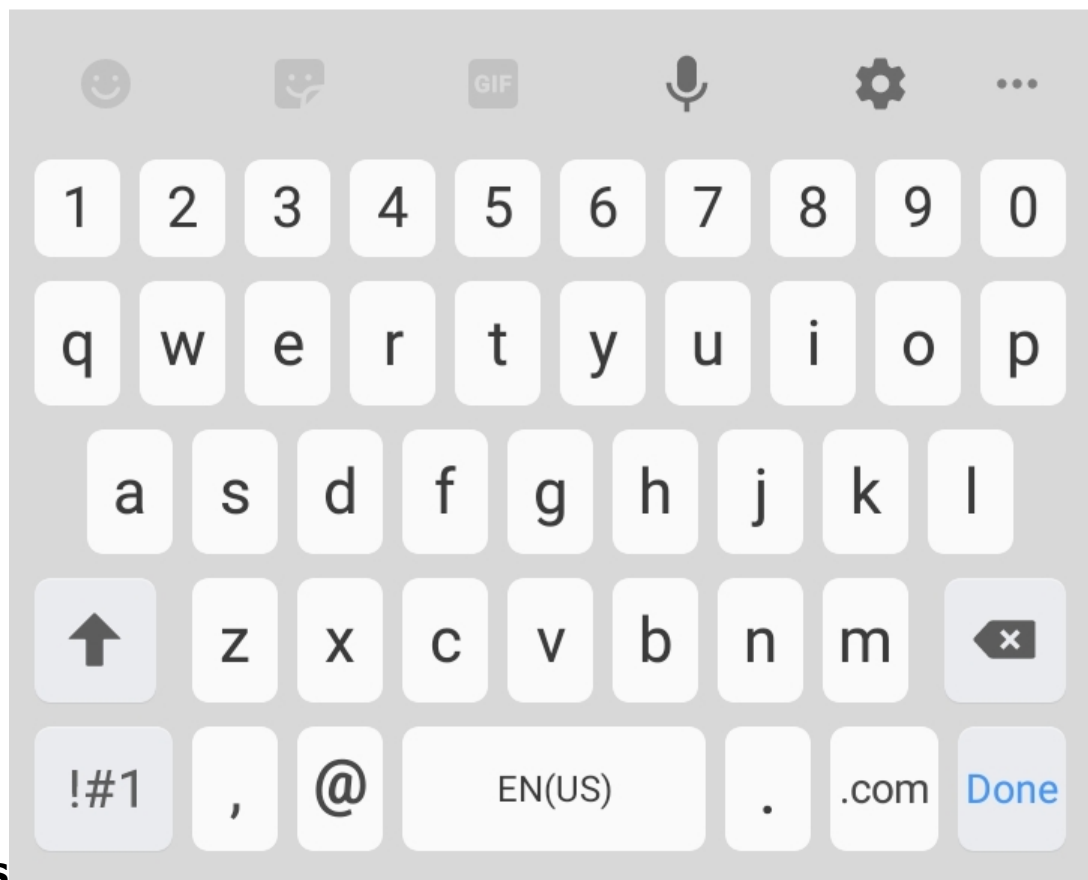 GIF
1 2 3 4 5 6 7 8 9 0
q w e r t y u i o p
a s d f g h j k l
z x c v b n m
!#1 , @ EN(US) . .com Done
s